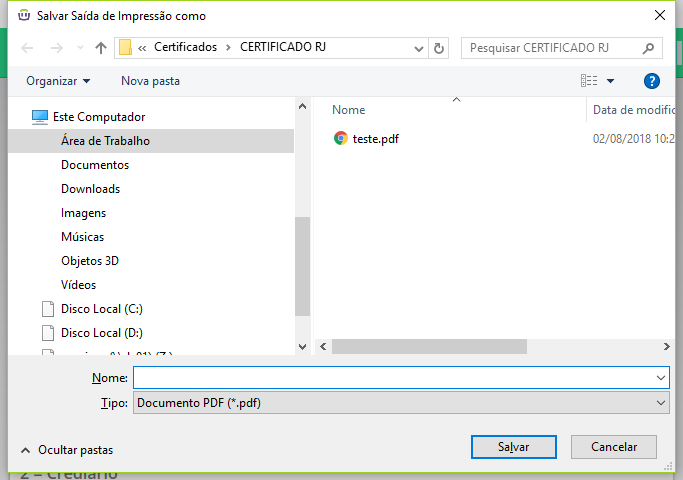 Salvar Saída de Impressão como
« Certificados > CERTIFICADO RJ
Pesquisar CERTIFICADO RJ
Organizar
Nova pasta
?
Este Computador
Área de Trabalho
Documentos
Downloads
Imagens
Músicas
Objetos 3D
Vídeos
Disco Local (C:)
Disco Local (D:)
Nome
Data de modific
teste.pdf
02/08/2018 10:2
Nome:
Tipo:
Documento PDF (*.pdf)
Ocultar pastas
Salvar
Cancelar
2 – Crediário